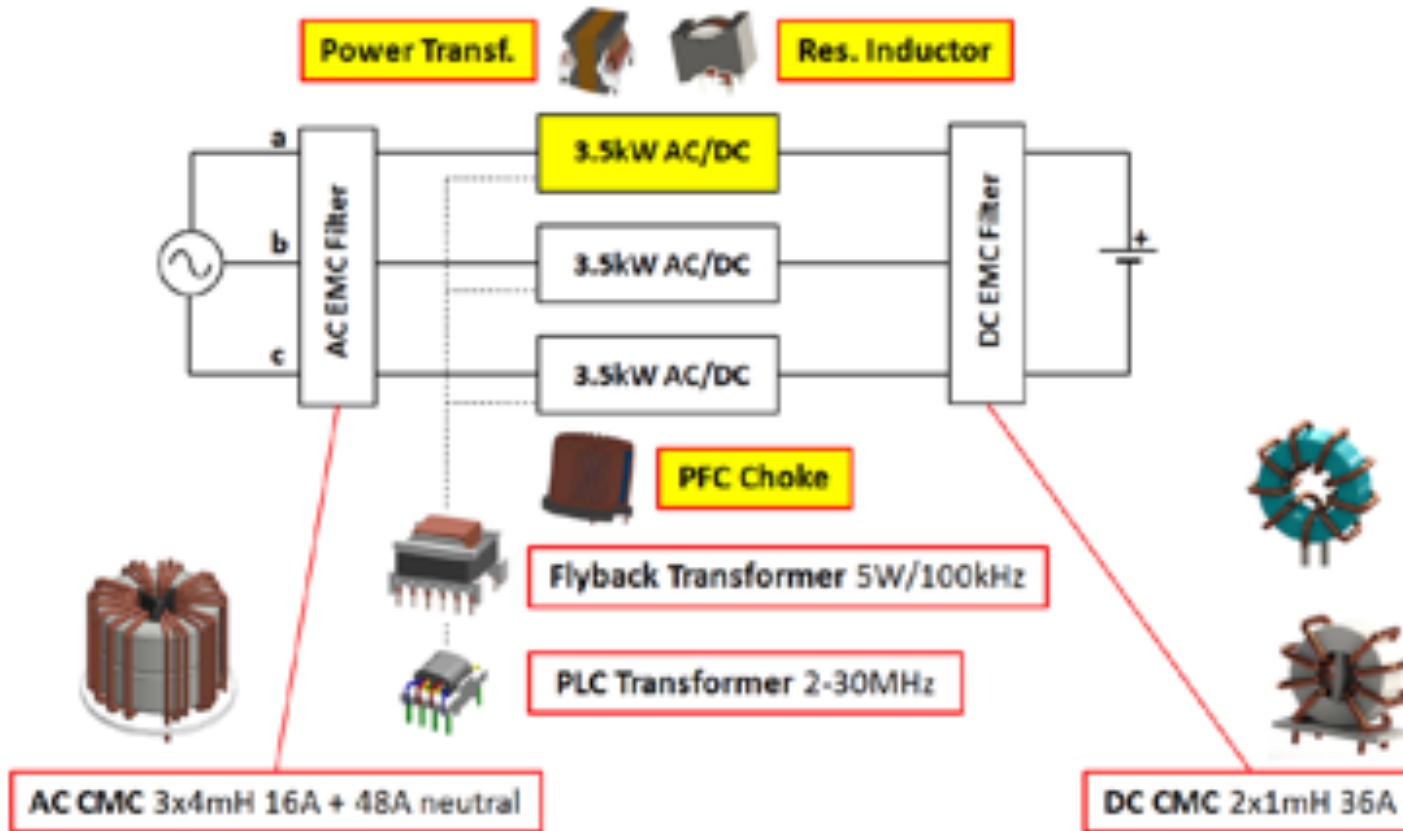 Power Transf.
Res. Inductor
a
3.5kW AC/DC
b
3.5kW AC/DC
c
3.5kW AC/DC
AC EMC Filter
DC EMC Filter
+
PFC Choke
Flyback Transformer 5W/100kHz
PLC Transformer 2-30MHz
AC CMC 3x4mH 16A + 48A neutral
DC CMC 2x1mH 36A